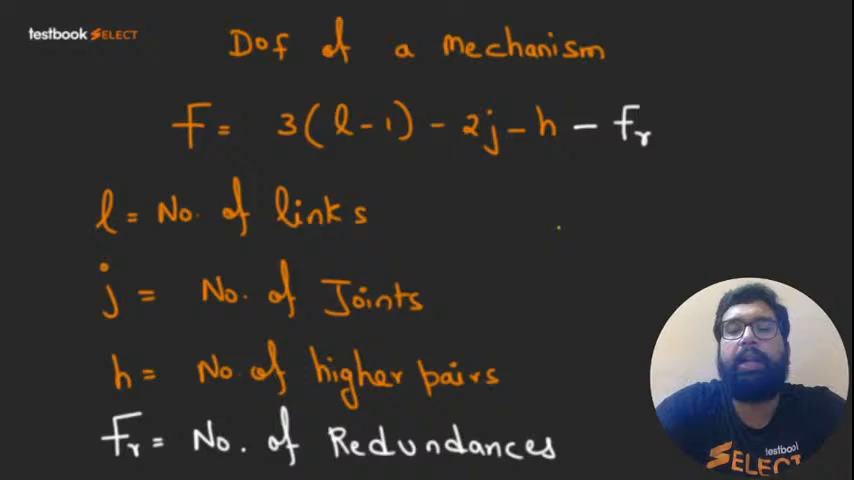 testbook SELECT
Dof of a mechanism
F = 3(l-1) - 2j - h - Fr
l = No. of links
j = No. of Joints
h = No. of higher pairs
Fr = No. of Redundances
testbook
SELECT